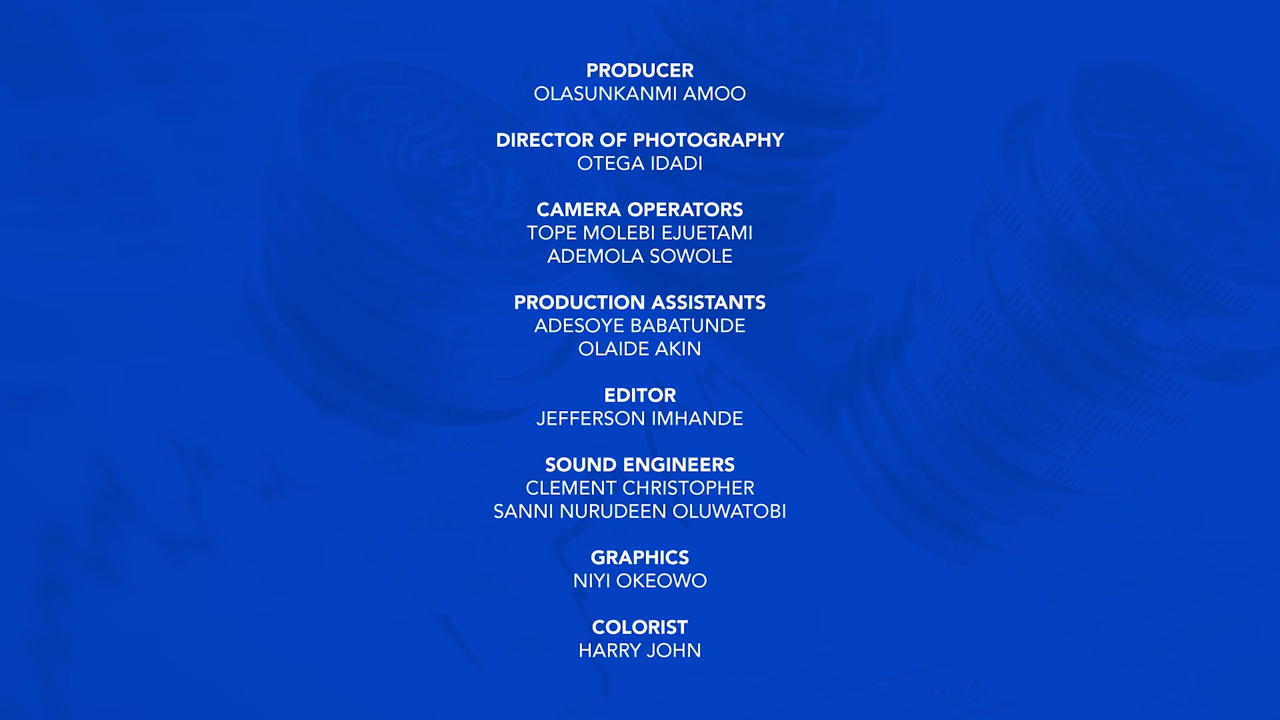 PRODUCER
OLASUNKANMI AMOO
DIRECTOR OF PHOTOGRAPHY
OTEGA IDADI
CAMERA OPERATORS
TOPE MOLEBI EJUETAMI
ADEMOLA SOWOLE
PRODUCTION ASSISTANTS
ADESOYE BABATUNDE
OLAIDE AKIN
EDITOR
JEFFERSON IMHANDE
SOUND ENGINEERS
CLEMENT CHRISTOPHER
SANNI NURUDEEN OLUWATOBI
GRAPHICS
NIYI OKEOWO
COLORIST
HARRY JOHN